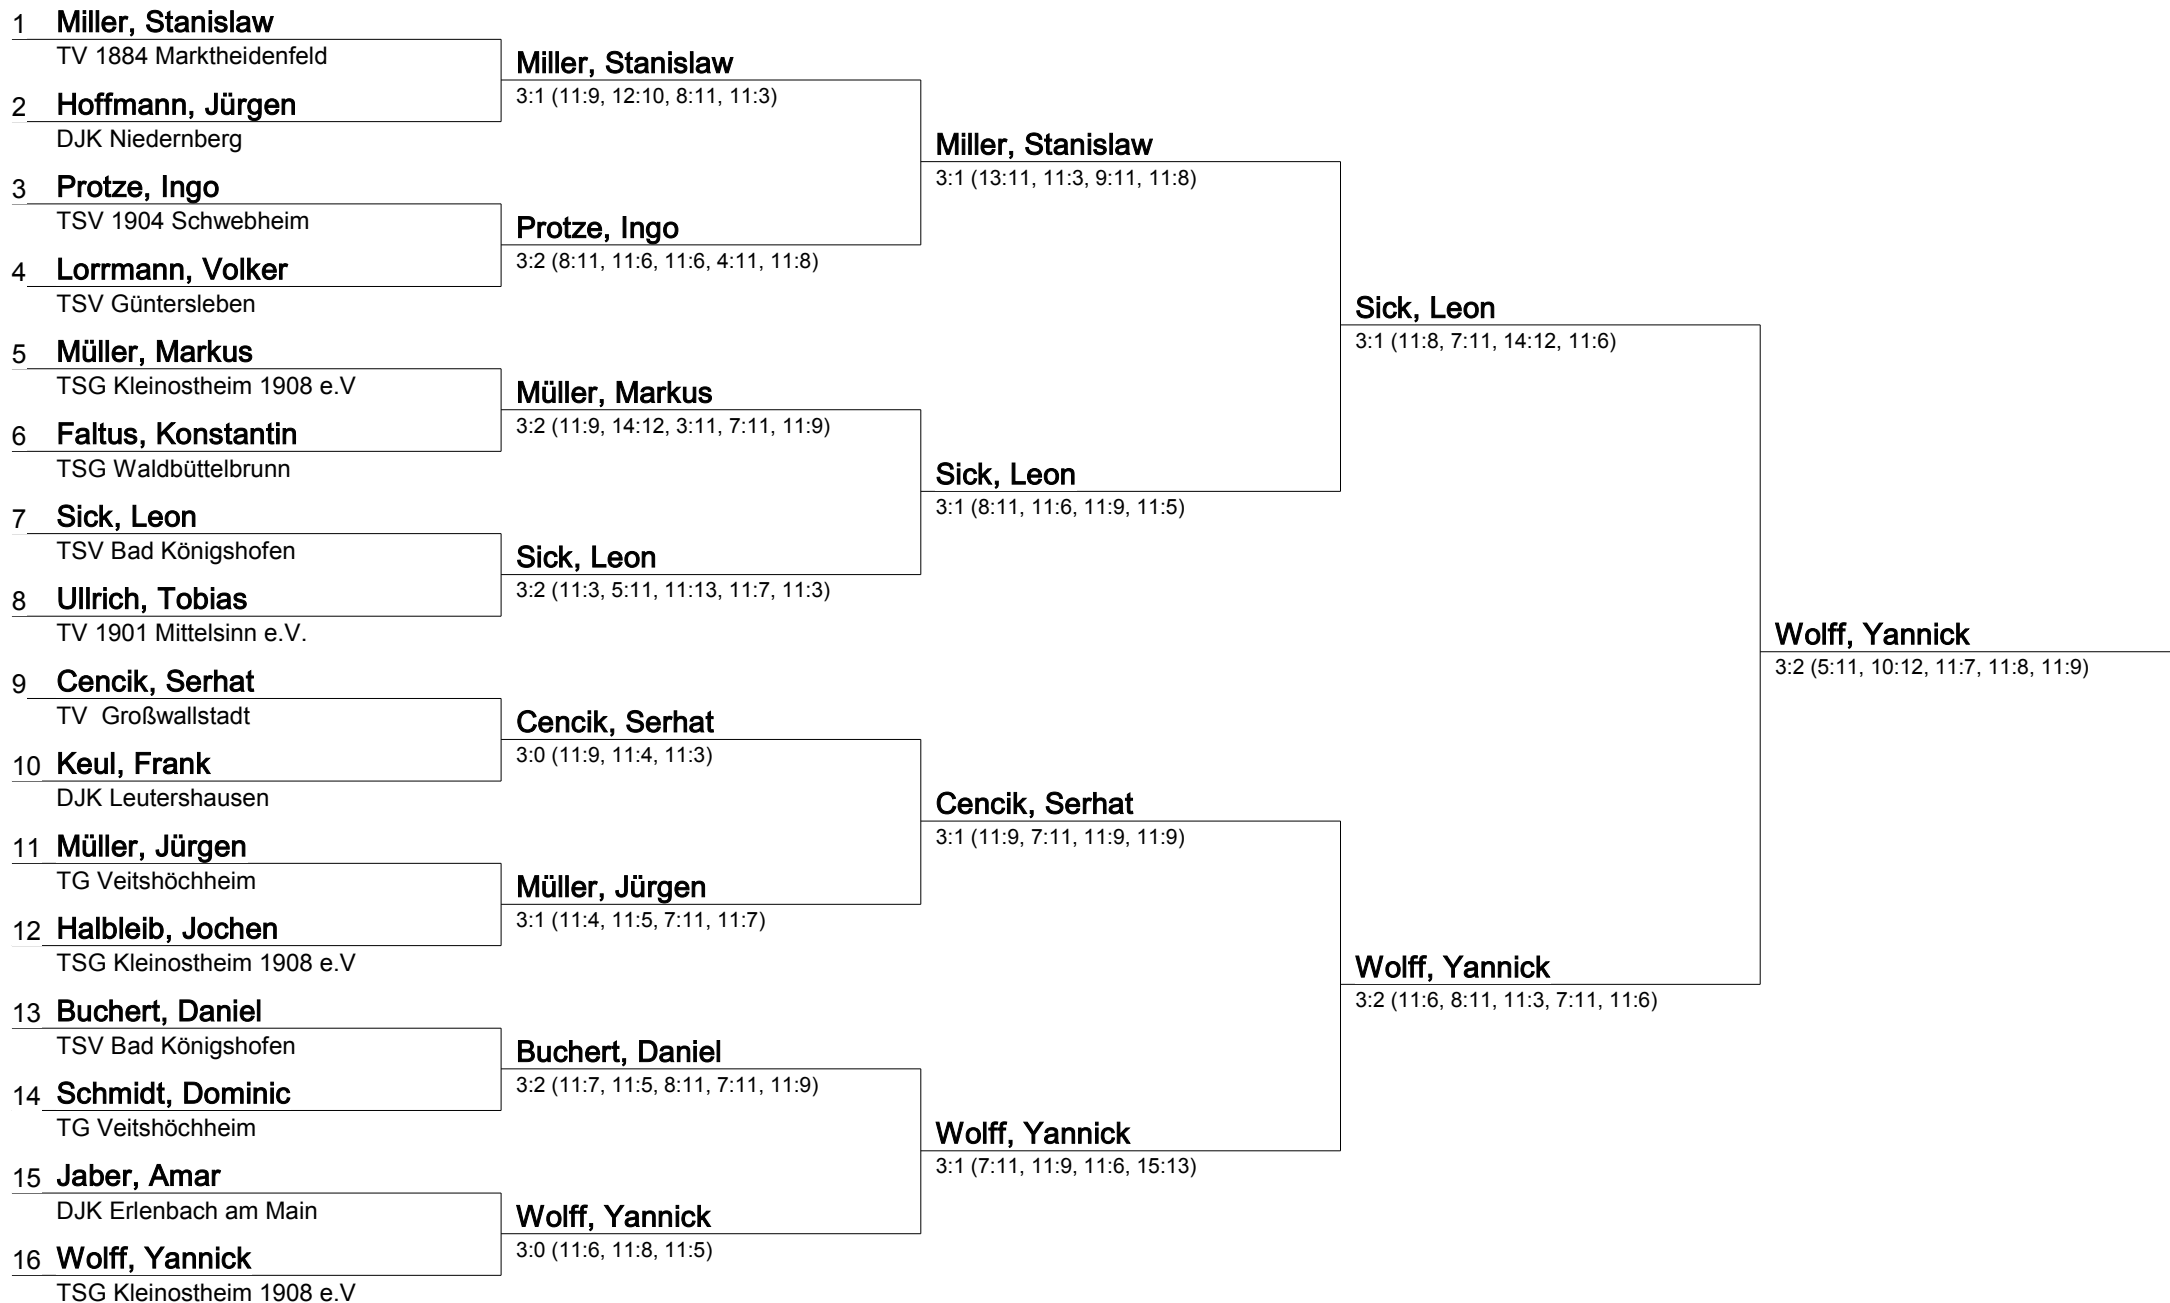 1 Miller, Stanislaw
TV 1884 Marktheidenfeld
2 Hoffmann, Jürgen
DJK Niedernberg
3 Protze, Ingo
TSV 1904 Schwebheim
4 Lorrmann, Volker
TSV Güntersleben
5 Müller, Markus
TSG Kleinostheim 1908 e.V
6 Faltus, Konstantin
TSG Waldbüttelbrunn
7 Sick, Leon
TSV Bad Königshofen
8 Ullrich, Tobias
TV 1901 Mittelsinn e.V.
9 Cencik, Serhat
TV  Großwallstadt
10 Keul, Frank
DJK Leutershausen
11 Müller, Jürgen
TG Veitshöchheim
12 Halbleib, Jochen
TSG Kleinostheim 1908 e.V
13 Buchert, Daniel
TSV Bad Königshofen
14 Schmidt, Dominic
TG Veitshöchheim
15 Jaber, Amar
DJK Erlenbach am Main
16 Wolff, Yannick
TSG Kleinostheim 1908 e.V
Miller, Stanislaw
3:1 (11:9, 12:10, 8:11, 11:3)
Protze, Ingo
3:2 (8:11, 11:6, 11:6, 4:11, 11:8)
Müller, Markus
3:2 (11:9, 14:12, 3:11, 7:11, 11:9)
Sick, Leon
3:2 (11:3, 5:11, 11:13, 11:7, 11:3)
Cencik, Serhat
3:0 (11:9, 11:4, 11:3)
Müller, Jürgen
3:1 (11:4, 11:5, 7:11, 11:7)
Buchert, Daniel
3:2 (11:7, 11:5, 8:11, 7:11, 11:9)
Wolff, Yannick
3:0 (11:6, 11:8, 11:5)
Miller, Stanislaw
3:1 (13:11, 11:3, 9:11, 11:8)
Sick, Leon
3:1 (8:11, 11:6, 11:9, 11:5)
Cencik, Serhat
3:1 (11:9, 7:11, 11:9, 11:9)
Wolff, Yannick
3:1 (7:11, 11:9, 11:6, 15:13)
Sick, Leon
3:1 (11:8, 7:11, 14:12, 11:6)
Wolff, Yannick
3:2 (11:6, 8:11, 11:3, 7:11, 11:6)
Wolff, Yannick
3:2 (5:11, 10:12, 11:7, 11:8, 11:9)